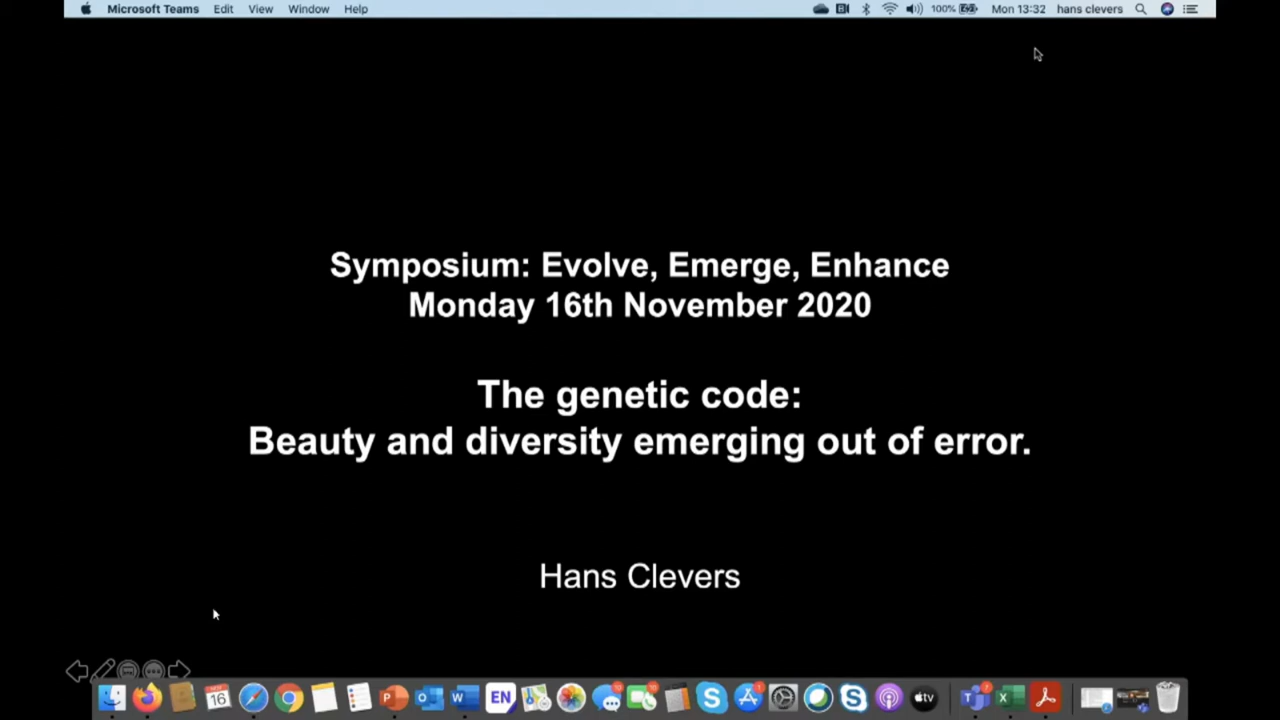 Microsoft Teams Edit View Window Help 100% Mon 13:32 hans clevers
Symposium: Evolve, Emerge, Enhance
Monday 16th November 2020
The genetic code:
Beauty and diversity emerging out of error.
Hans Clevers
16 EN tv